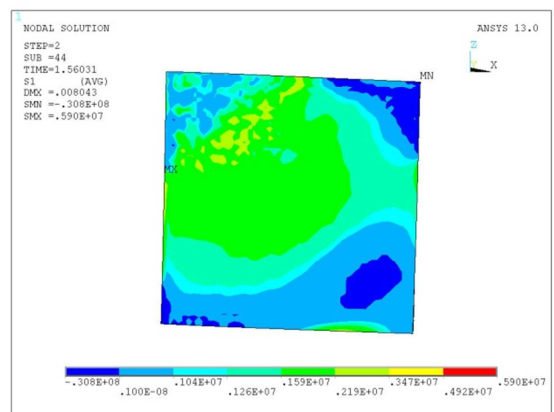 1
NODAL SOLUTION
ANSYS 13.0
STEP=2
SUB =44
TIME=1.56031
S1 (AVG)
DMX =.008043
SMN =-.308E+08
SMX =.590E+07
Z
Y
X
MN
MX
-.308E+08 .104E+07 .159E+07 .347E+07 .590E+07
.100E-08 .126E+07 .219E+07 .492E+07